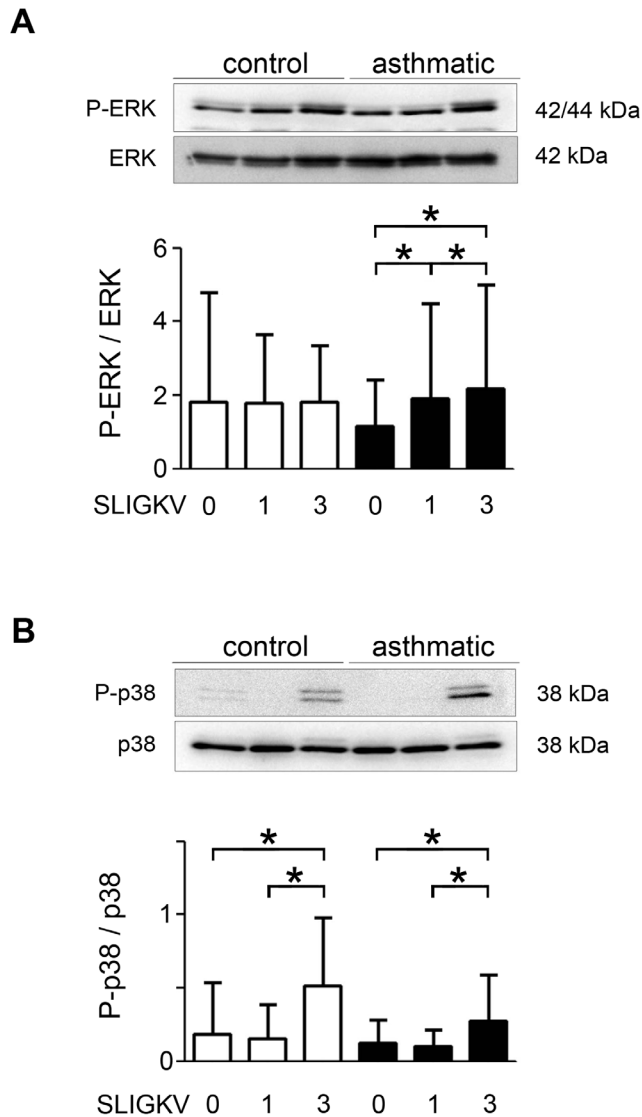 A
control asthmatic
P-ERK 42/44 kDa
ERK 42 kDa
* 
* *
6
4
2
0
P-ERK / ERK
SLIGKV 0 1 3 0 1 3
B
control asthmatic
P-p38 38 kDa
p38 38 kDa
* *
* *
1
0
P-p38 / p38
SLIGKV 0 1 3 0 1 3